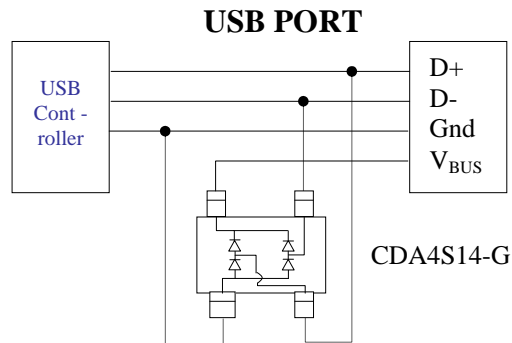 USB PORT
USB
Cont -
roller
D+
D-
Gnd
VBUS
CDA4S14-G